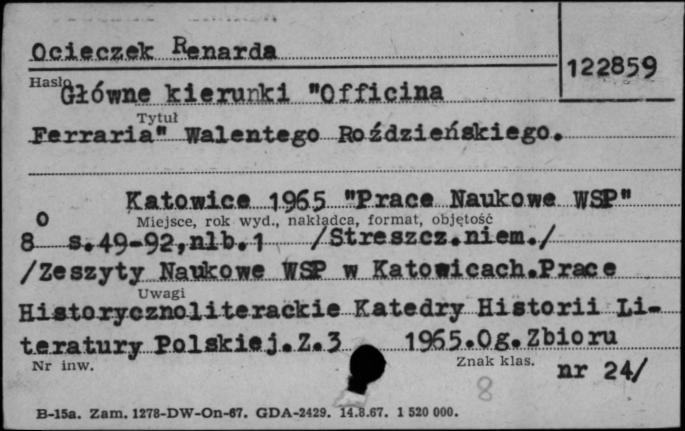 Ocieczek Renarda
122859
Hasło
Główne kierunki "Officina
Tytuł
Ferraria" Walentego Roździeńskiego.
Katowice 1965 "Prace Naukowe WSP"
Miejsce, rok wyd., nakładca, format, objętość
8° s.49-92,nlb.1 /Streszcz.niem./
/Zeszyty Naukowe WSP w Katowicach.Prace
Uwagi
Historycznoliterackie Katedry Historii Li-
teratury Polskiej.Z.3 1965.Og.Zbioru
Nr inw.
Znak klas.
nr 24/
8
B-15a. Zam. 1278-DW-On-67. GDA-2429. 14.8.67. 1 520 000.